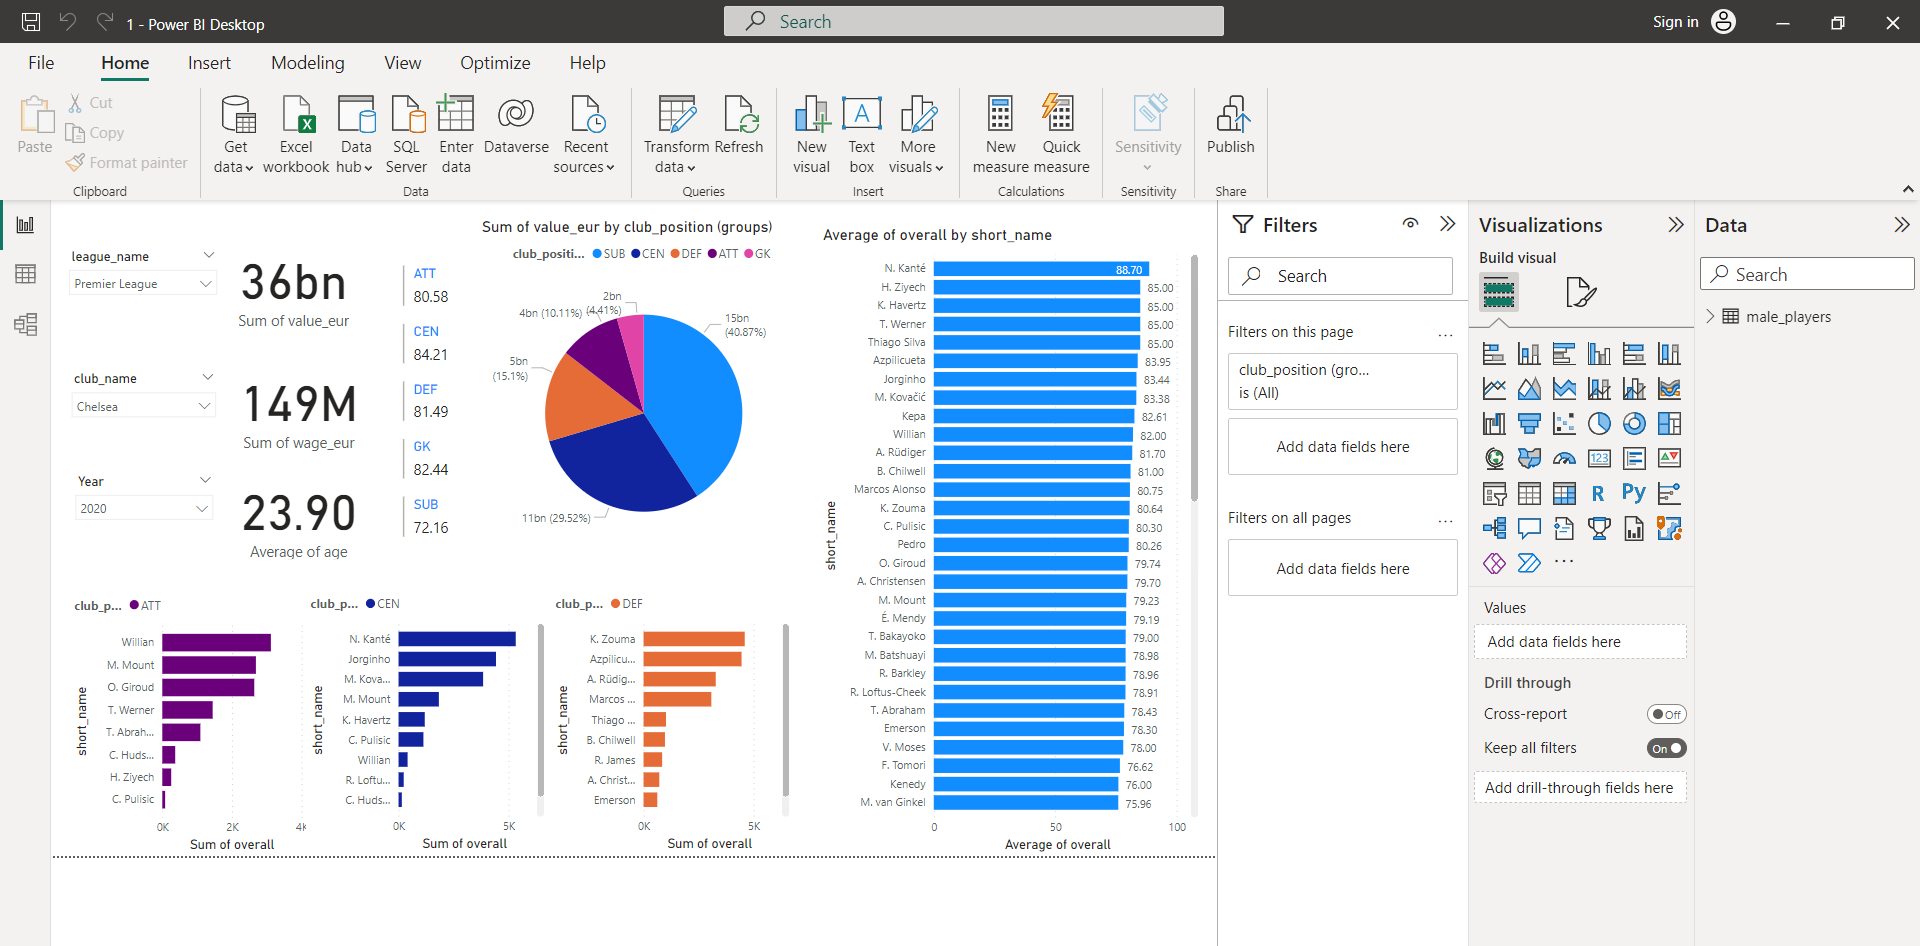 1 - Power BI Desktop
Search
Sign in
File
Home
Insert
Modeling
View
Optimize
Help
Paste
Cut
Copy
Format painter
Clipboard
Get
data
Excel
workbook
Data
hub
SQL
Server
Enter
data
Dataverse
Recent
sources
Data
Transform
data
Refresh
Queries
New
visual
Text
box
More
visuals
Insert
New
measure
Quick
measure
Calculations
Sensitivity
Sensitivity
Publish
Share
league_name
Premier League
club_name
Chelsea
Year
2020
36bn
Sum of value_eur
149M
Sum of wage_eur
23.90
Average of age
ATT
80.58
CEN
84.21
DEF
81.49
GK
82.44
SUB
72.16
Sum of value_eur by club_position (groups)
club_positi... SUB CEN DEF ATT GK
2bn
(4.41%)
4bn (10.11%)
5bn
(15.1%)
15bn
(40.87%)
11bn (29.52%)
club_p... ATT
short_name
Willian
M. Mount
O. Giroud
T. Werner
T. Abrah...
C. Huds...
H. Ziyech
C. Pulisic
0K 2K 4k
Sum of overall
club_p... CEN
short_name
N. Kanté
Jorginho
M. Kova...
M. Mount
K. Havertz
C. Pulisic
Willian
R. Loftu...
C. Huds...
0K 5K
Sum of overall
club_p... DEF
short_name
K. Zouma
Azpilicu...
A. Rüdig...
Marcos ...
Thiago ...
B. Chilwell
R. James
A. Christ...
Emerson
0K 5K
Sum of overall
Average of overall by short_name
short_name
N. Kanté 88.70
H. Ziyech 85.00
K. Havertz 85.00
T. Werner 85.00
Thiago Silva 85.00
Azpilicueta 83.95
Jorginho 83.44
M. Kovačić 83.38
Kepa 82.61
Willian 82.00
A. Rüdiger 81.70
B. Chilwell 81.00
Marcos Alonso 80.75
K. Zouma 80.64
C. Pulisic 80.30
Pedro 80.26
O. Giroud 79.74
A. Christensen 79.70
M. Mount 79.23
É. Mendy 79.19
T. Bakayoko 79.00
M. Batshuayi 78.98
R. Barkley 78.96
R. Loftus-Cheek 78.91
T. Abraham 78.43
Emerson 78.30
V. Moses 78.00
F. Tomori 76.62
Kenedy 76.00
M. van Ginkel 75.96
0 50 100
Average of overall
Filters
Search
Filters on this page ...
club_position (gro...
is (All)
Add data fields here
Filters on all pages ...
Add data fields here
Visualizations
Build visual
123
R
Py
...
Values
Add data fields here
Drill through
Cross-report
Off
Keep all filters
On
Add drill-through fields here
Data
Search
male_players